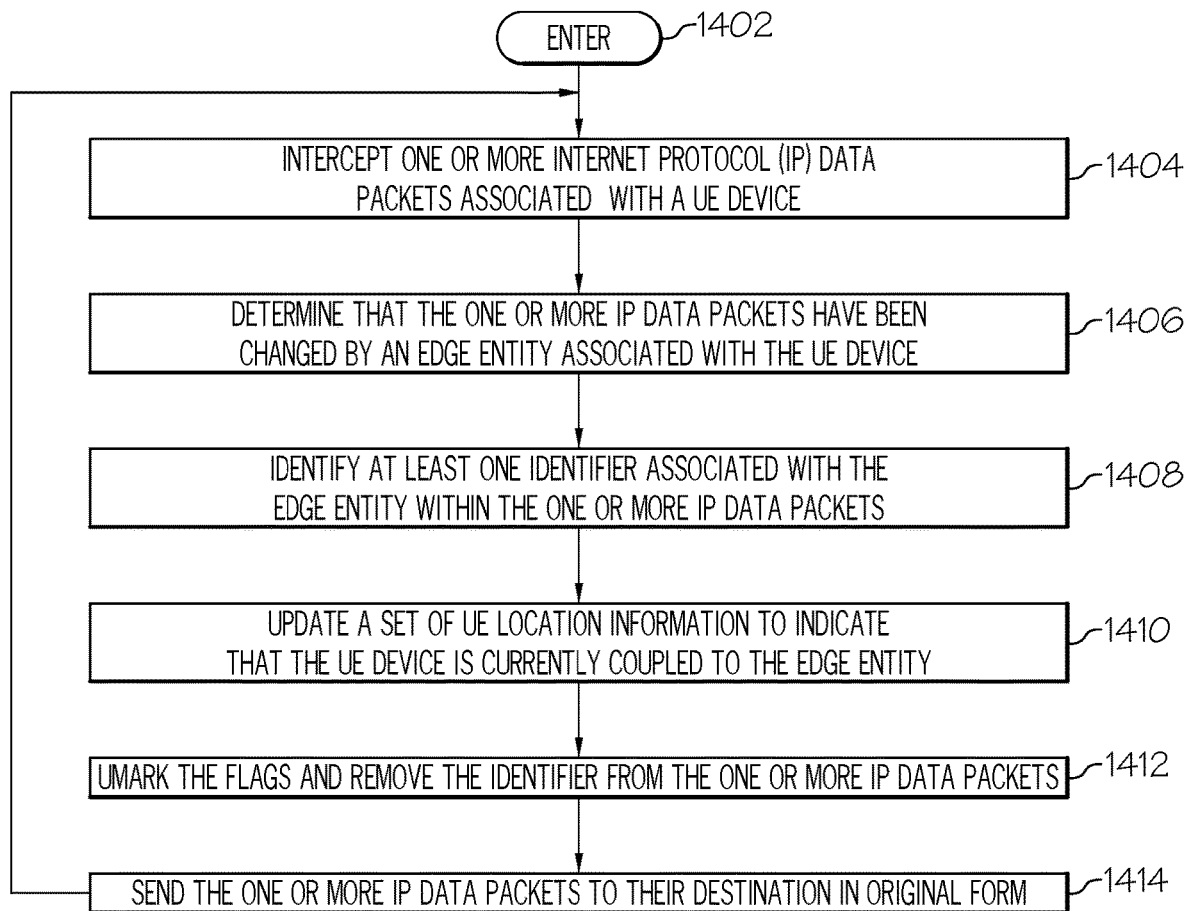 ENTER
1402
INTERCEPT ONE OR MORE INTERNET PROTOCOL (IP) DATA
PACKETS ASSOCIATED WITH A UE DEVICE
1404
DETERMINE THAT THE ONE OR MORE IP DATA PACKETS HAVE BEEN
CHANGED BY AN EDGE ENTITY ASSOCIATED WITH THE UE DEVICE
1406
IDENTIFY AT LEAST ONE IDENTIFIER ASSOCIATED WITH THE
EDGE ENTITY WITHIN THE ONE OR MORE IP DATA PACKETS
1408
UPDATE A SET OF UE LOCATION INFORMATION TO INDICATE
THAT THE UE DEVICE IS CURRENTLY COUPLED TO THE EDGE ENTITY
1410
UMARK THE FLAGS AND REMOVE THE IDENTIFIER FROM THE ONE OR MORE IP DATA PACKETS
1412
SEND THE ONE OR MORE IP DATA PACKETS TO THEIR DESTINATION IN ORIGINAL FORM
1414